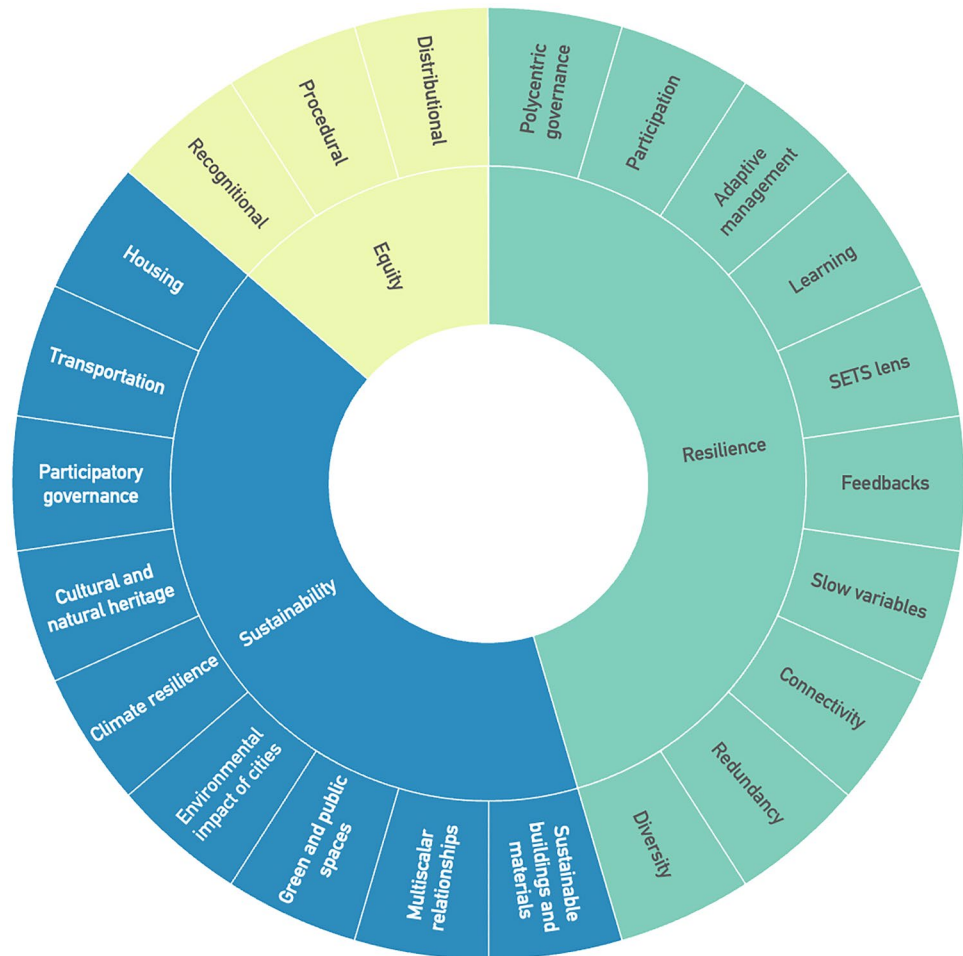 Distributional
Procedural
Recognitional
Equity
Polycentric
governance
Participation
Adaptive
management
Learning
SETS lens
Feedbacks
Slow variables
Connectivity
Redundancy
Diversity
Resilience
Housing
Transportation
Participatory
governance
Cultural and
natural heritage
Climate resilience
Environmental
impact of cities
Green and public
spaces
Multiscalar
relationships
Sustainable
buildings and
materials
Sustainability